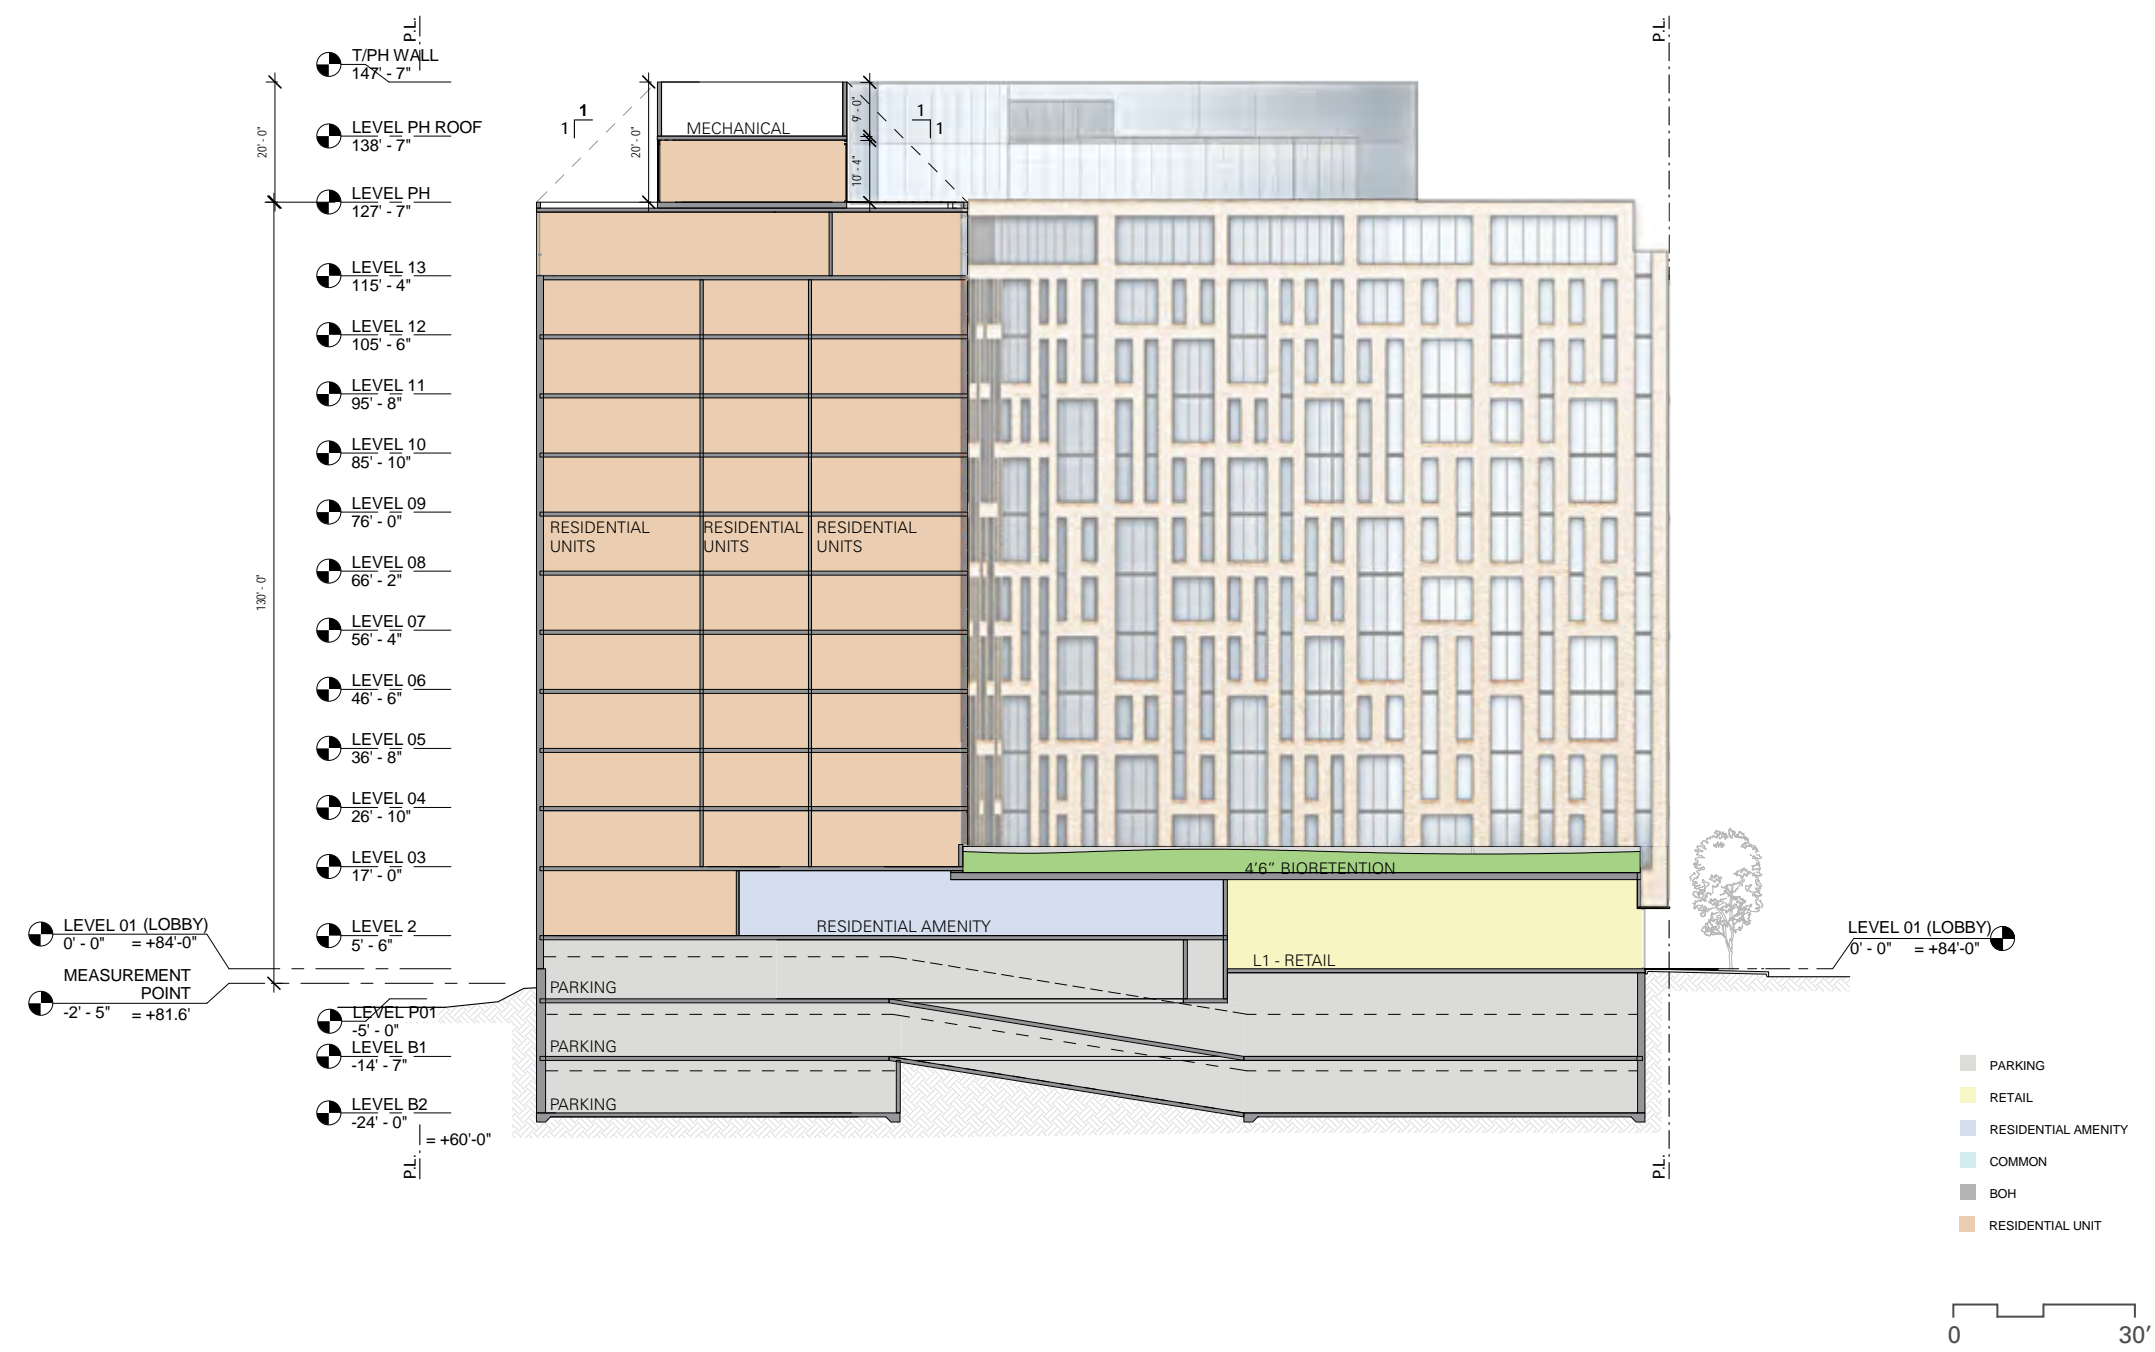 P.L.
P.L.
T/PH WALL
147' - 7"
LEVEL PH ROOF
138' - 7"
LEVEL PH
127' - 7"
LEVEL 13
115' - 4"
LEVEL 12
105' - 6"
LEVEL 11
95' - 8"
LEVEL 10
85' - 10"
LEVEL 09
76' - 0"
LEVEL 08
66' - 2"
LEVEL 07
56' - 4"
LEVEL 06
46' - 6"
LEVEL 05
36' - 8"
LEVEL 04
26' - 10"
LEVEL 03
17' - 0"
LEVEL 2
5' - 6"
LEVEL P01
-5' - 0"
LEVEL B1
-14' - 7"
LEVEL B2
-24' - 0"
= +60'-0"
P.L.
P.L.
20' - 0"
130' - 0"
LEVEL 01 (LOBBY)
0' - 0" = +84'-0"
MEASUREMENT
POINT
-2' - 5" = +81.6'
1
1
20' - 0"
MECHANICAL
9' - 0"
10' - 4"
1
1
RESIDENTIAL
UNITS
RESIDENTIAL
UNITS
RESIDENTIAL
UNITS
4'6" BIORETENTION
RESIDENTIAL AMENITY
L1 - RETAIL
PARKING
PARKING
PARKING
LEVEL 01 (LOBBY)
0' - 0" = +84'-0"
PARKING
RETAIL
RESIDENTIAL AMENITY
COMMON
BOH
RESIDENTIAL UNIT
0 30'